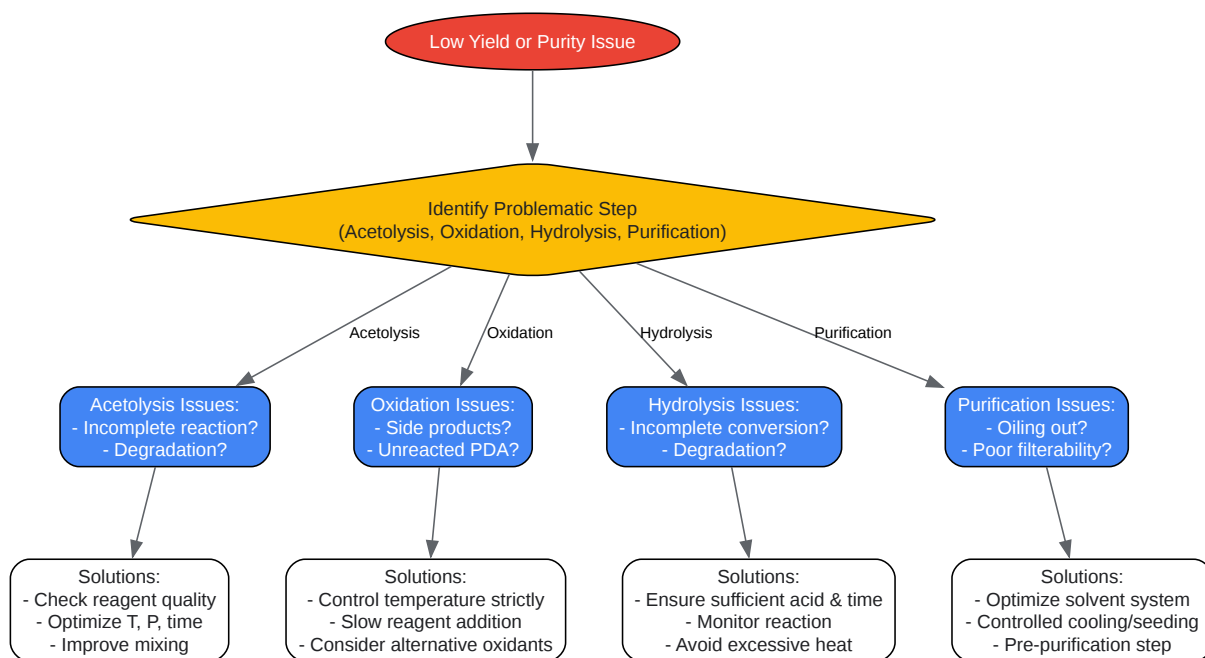 Low Yield or Purity Issue
Identify Problematic Step
(Acetolysis, Oxidation, Hydrolysis, Purification)
Acetolysis
Oxidation
Hydrolysis
Purification
Acetolysis Issues:
- Incomplete reaction?
- Degradation?
Oxidation Issues:
- Side products?
- Unreacted PDA?
Hydrolysis Issues:
- Incomplete conversion?
- Degradation?
Purification Issues:
- Oiling out?
- Poor filterability?
Solutions:
- Check reagent quality
- Optimize T, P, time
- Improve mixing
Solutions:
- Control temperature strictly
- Slow reagent addition
- Consider alternative oxidants
Solutions:
- Ensure sufficient acid & time
- Monitor reaction
- Avoid excessive heat
Solutions:
- Optimize solvent system
- Controlled cooling/seeding
- Pre-purification step